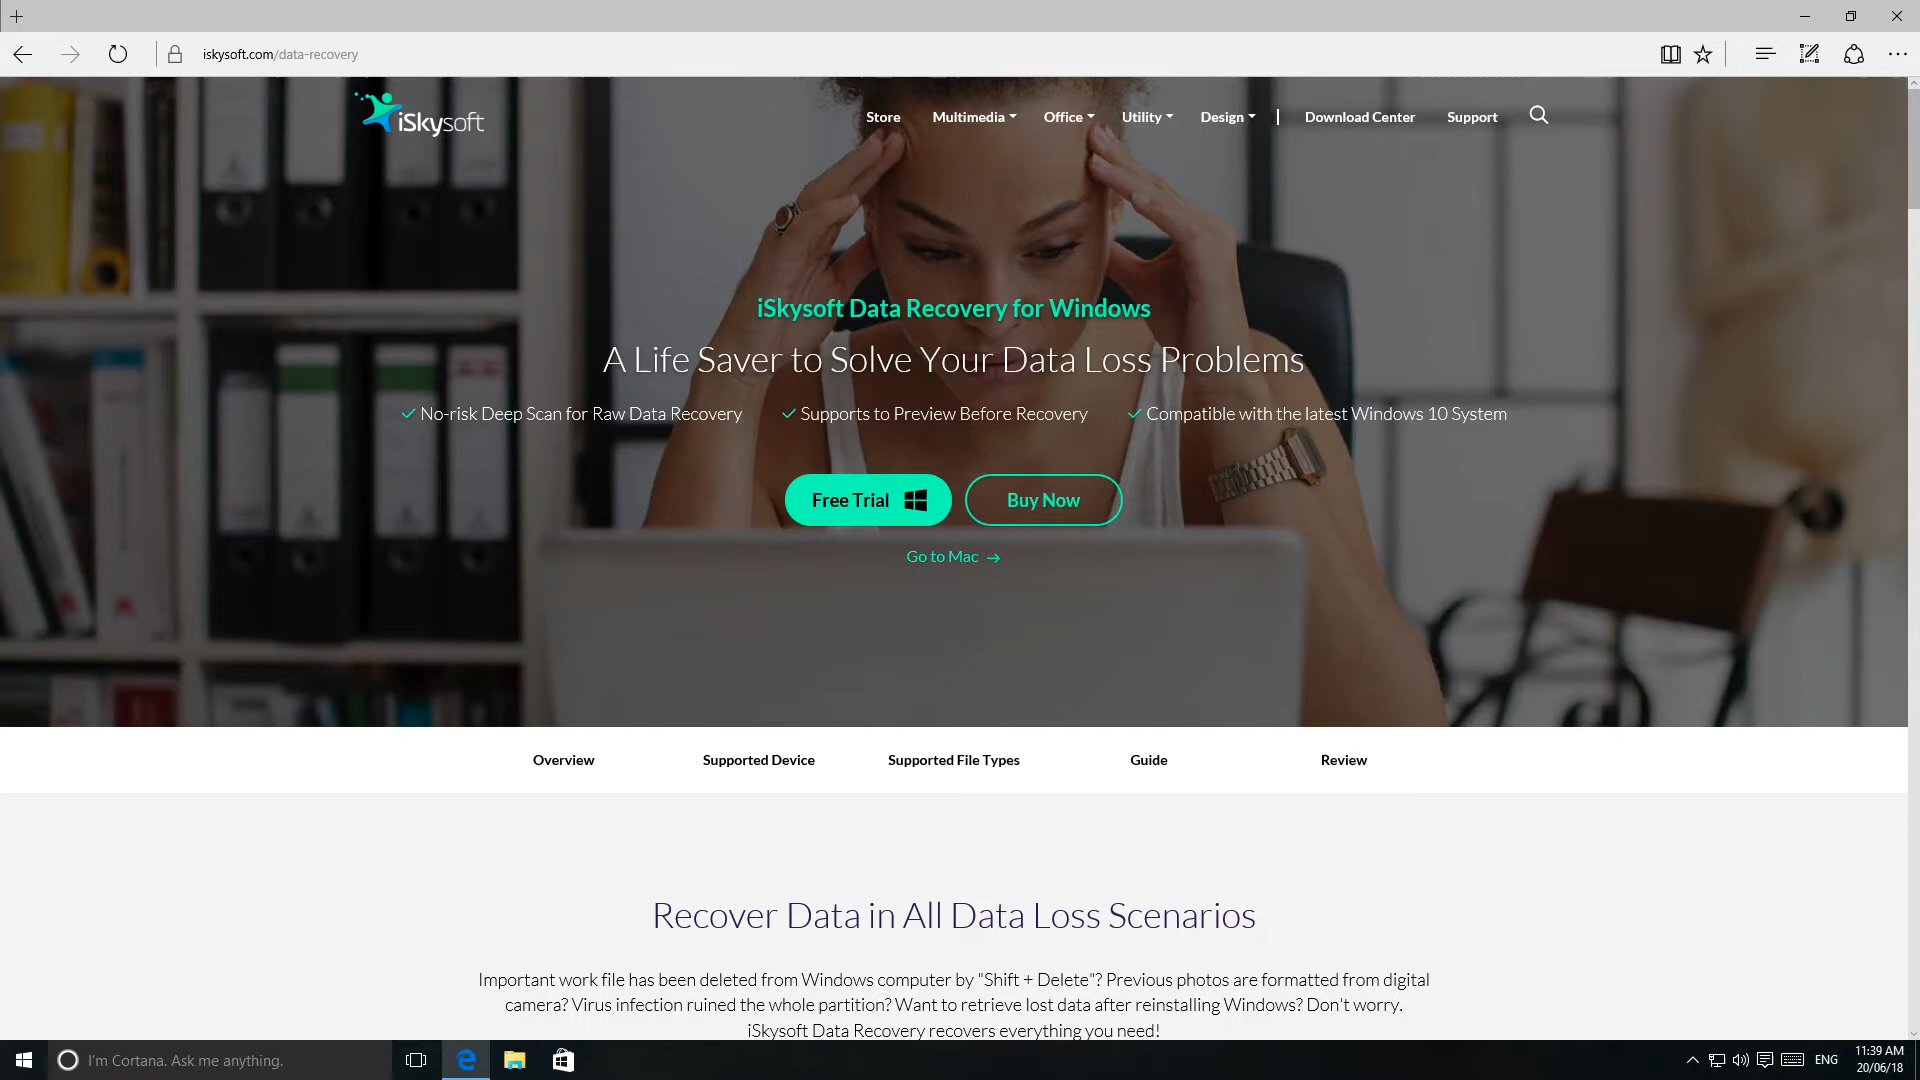 iskysoft.com/data-recovery
iSkysoft
Store
Multimedia
Office
Utility
Design
Download Center
Support
iSkysoft Data Recovery for Windows
A Life Saver to Solve Your Data Loss Problems
No-risk Deep Scan for Raw Data Recovery
Supports to Preview Before Recovery
Compatible with the latest Windows 10 System
Free Trial
Buy Now
Go to Mac →
Overview
Supported Device
Supported File Types
Guide
Review
Recover Data in All Data Loss Scenarios
Important work file has been deleted from Windows computer by "Shift + Delete"? Previous photos are formatted from digital
camera? Virus infection ruined the whole partition? Want to retrieve lost data after reinstalling Windows? Don't worry.
iSkysoft Data Recovery recovers everything you need!
I'm Cortana. Ask me anything.
ENG
11:39 AM
20/06/18